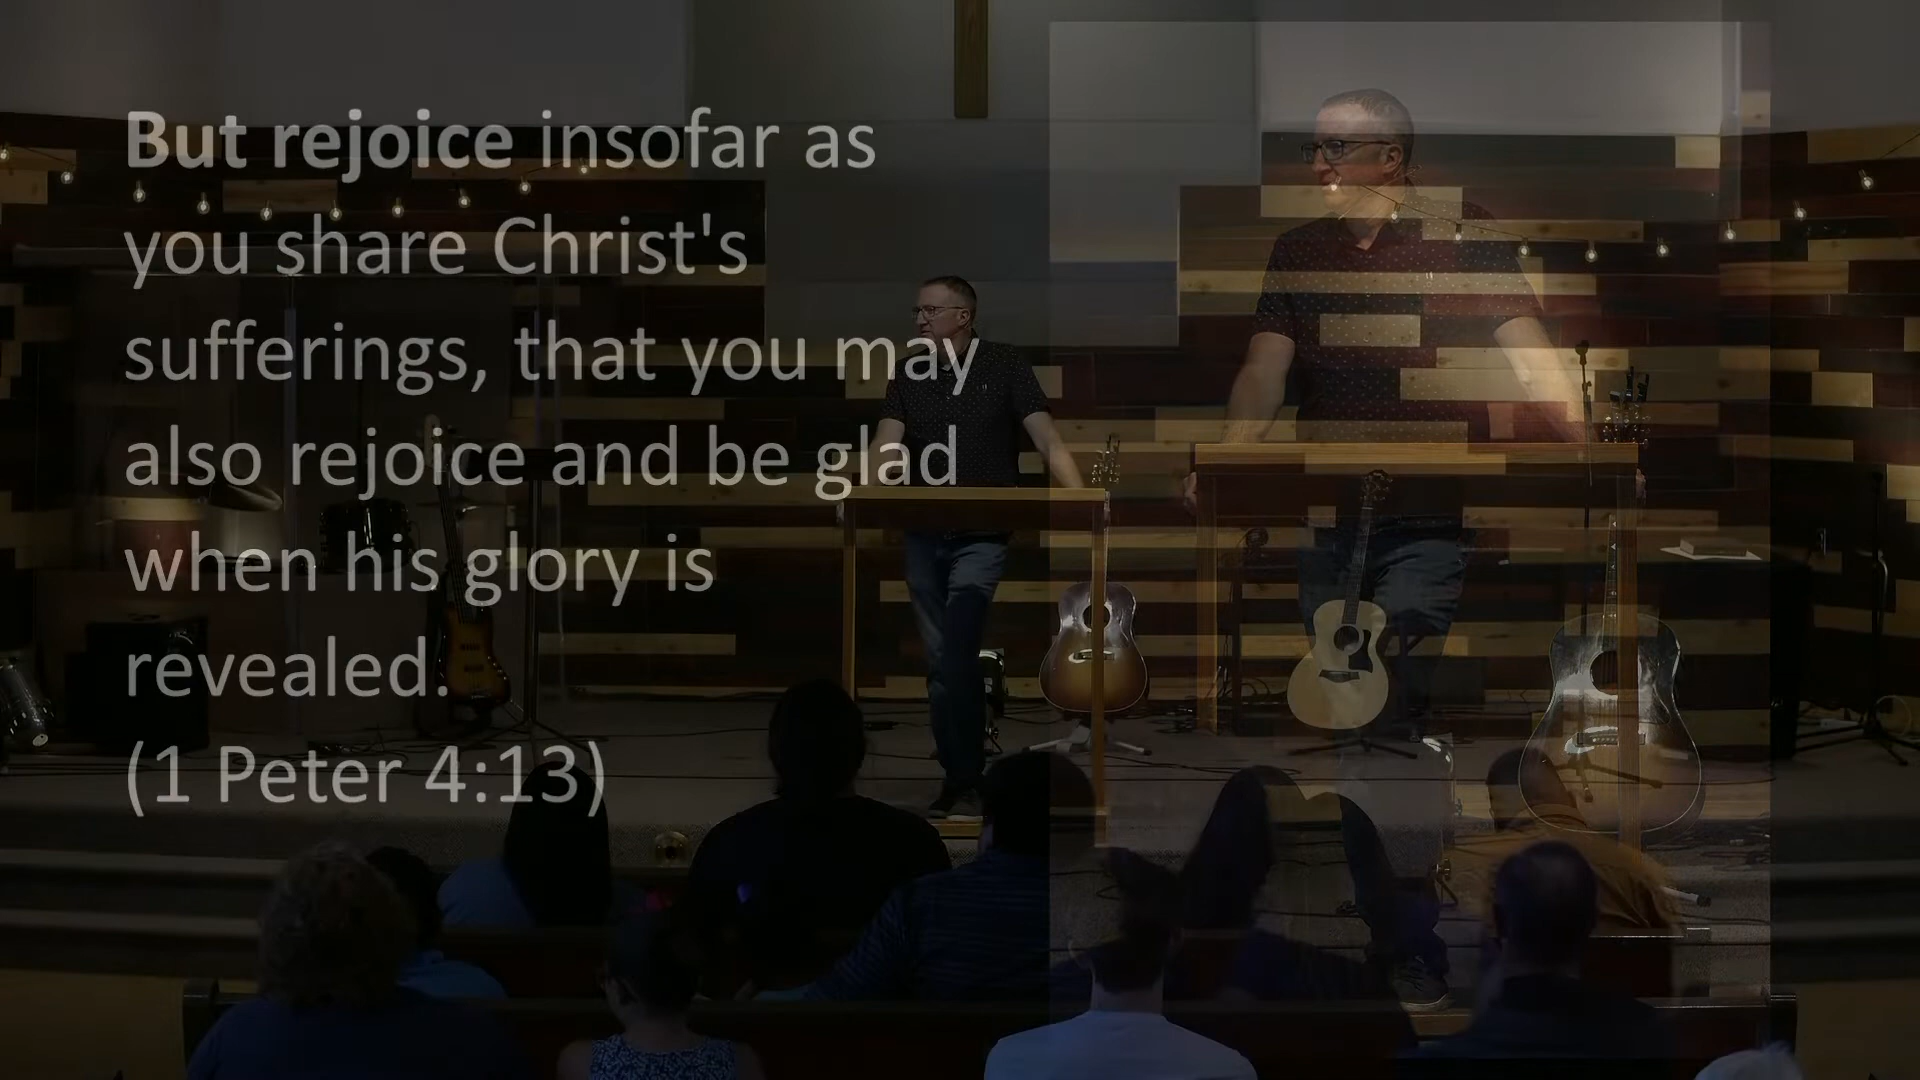 But rejoice insofar as
you share Christ's
sufferings, that you may
also rejoice and be glad
when his glory is
revealed.
(1 Peter 4:13)